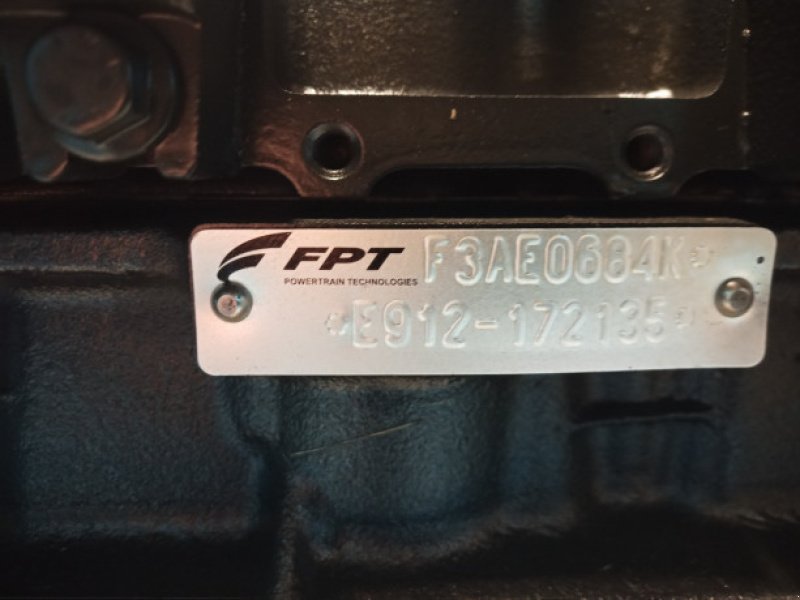 FPT F3AE0684K*
POWERTRAIN TECHNOLOGIES
*E912-172135*